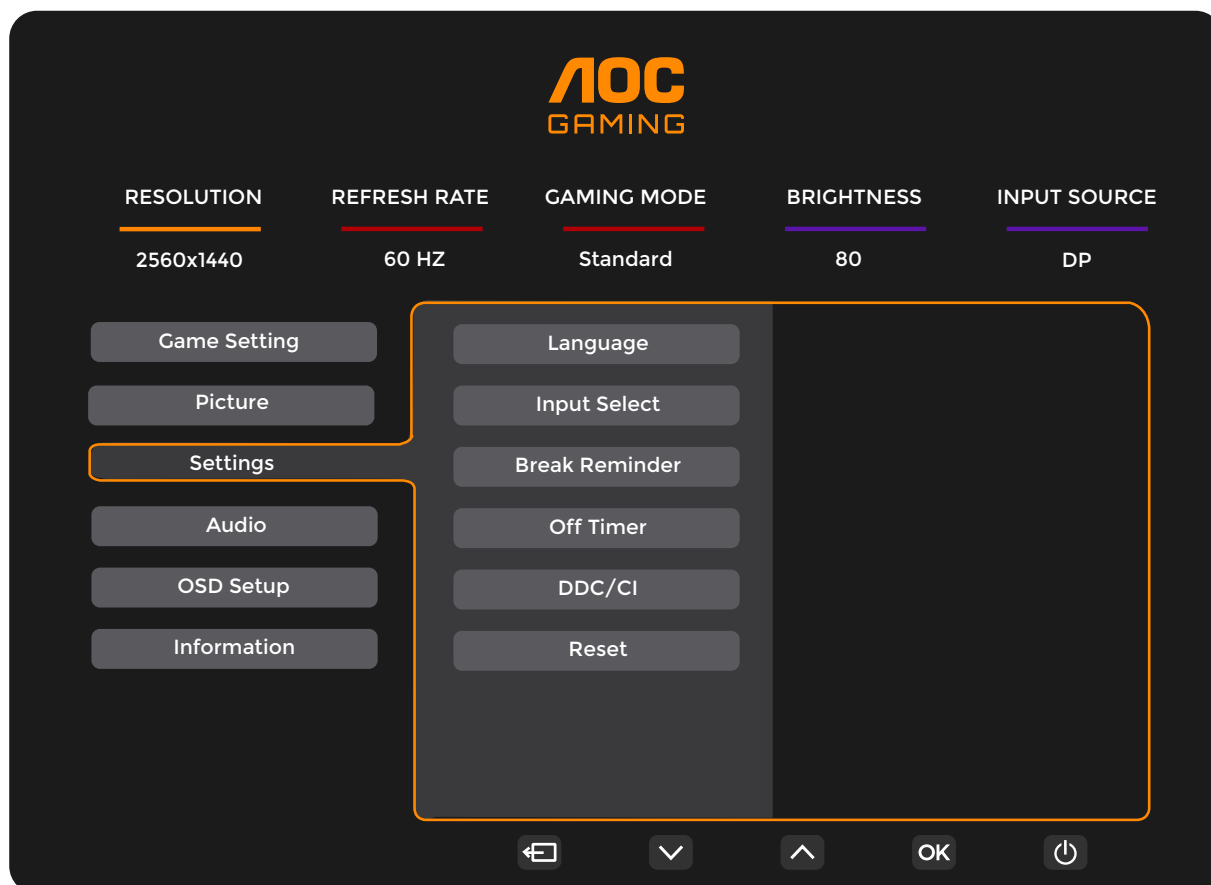 AOC
GAMING
RESOLUTION REFRESH RATE GAMING MODE BRIGHTNESS INPUT SOURCE
2560x1440 60 HZ Standard 80 DP
Game Setting Language
Picture Input Select
Settings Break Reminder
Audio Off Timer
OSD Setup DDC/CI
Information Reset
OK